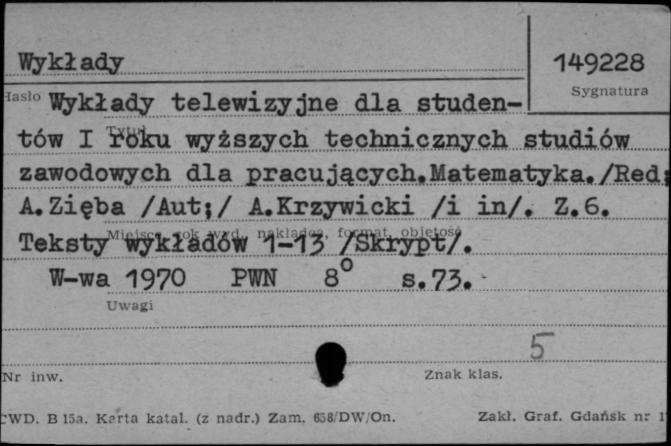 Wykłady
149228
Hasło
Sygnatura
Wykłady telewizyjne dla studen-
Tytuł
tów I roku wyższych technicznych studiów
zawodowych dla pracujących.Matematyka./Red;
A.Zięba /Aut;/ A.Krzywicki /i in/. Z.6.
Miejsce, rok wyd., nakładca, format, objętość
Teksty wykładów 1-13 /Skrypt/.
W-wa 1970 PWN 8° s.73.
Uwagi
5
Nr inw.
Znak klas.
CWD. B 15a. Karta katal. (z nadr.) Zam. 658/DW/On.
Zakł. Graf. Gdańsk nr 1